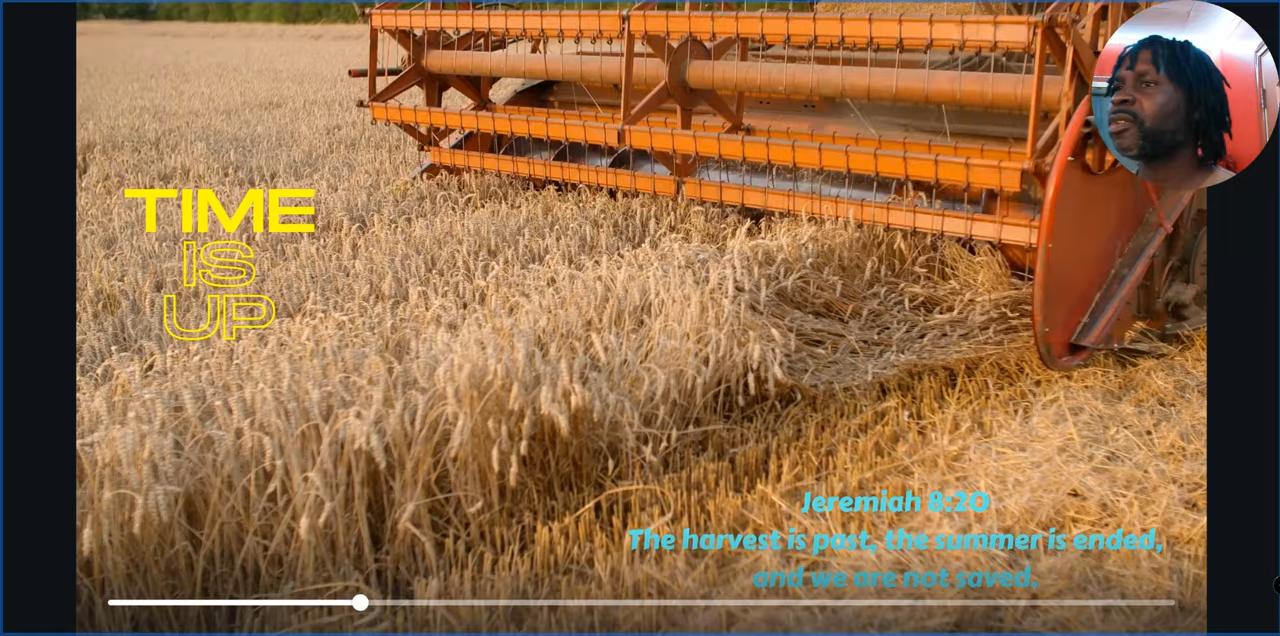 TIME
IS
UP
Jeremiah 8:20
The harvest is past, the summer is ended,
and we are not saved.